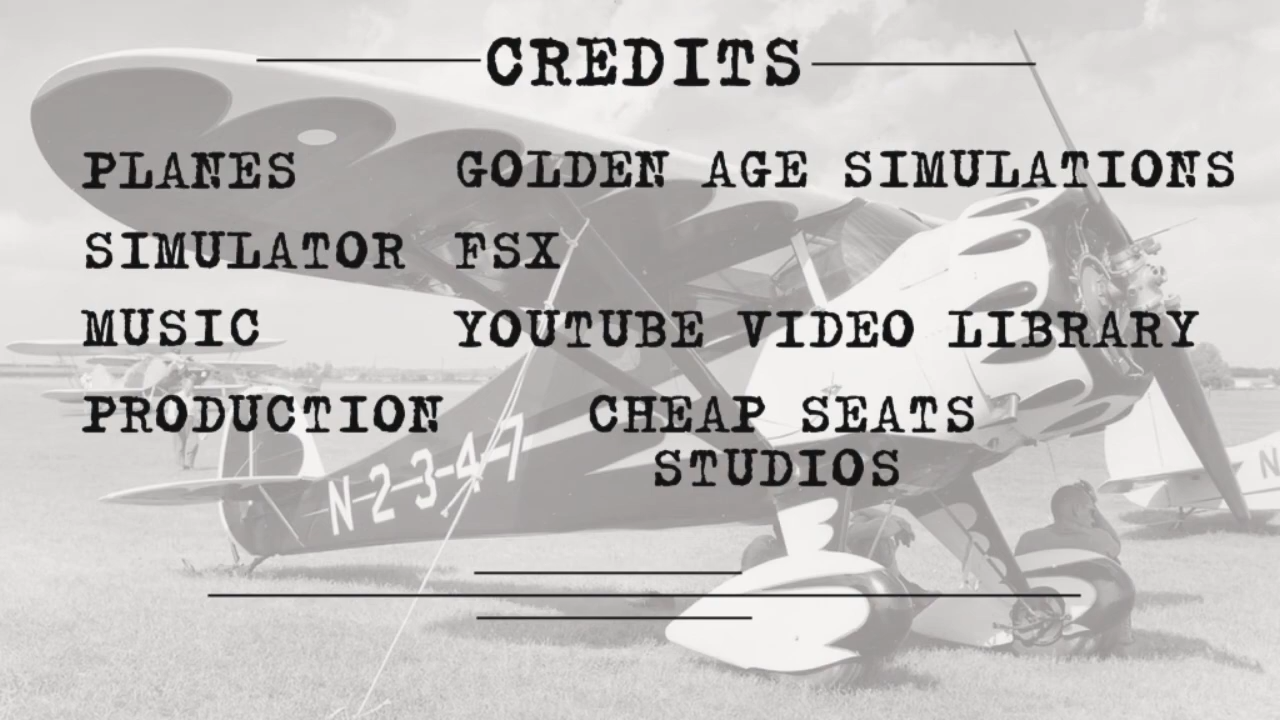 CREDITS
PLANES GOLDEN AGE SIMULATIONS
SIMULATOR FSX
MUSIC YOUTUBE VIDEO LIBRARY
PRODUCTION CHEAP SEATS
STUDIOS
N-2-3-4-7
N